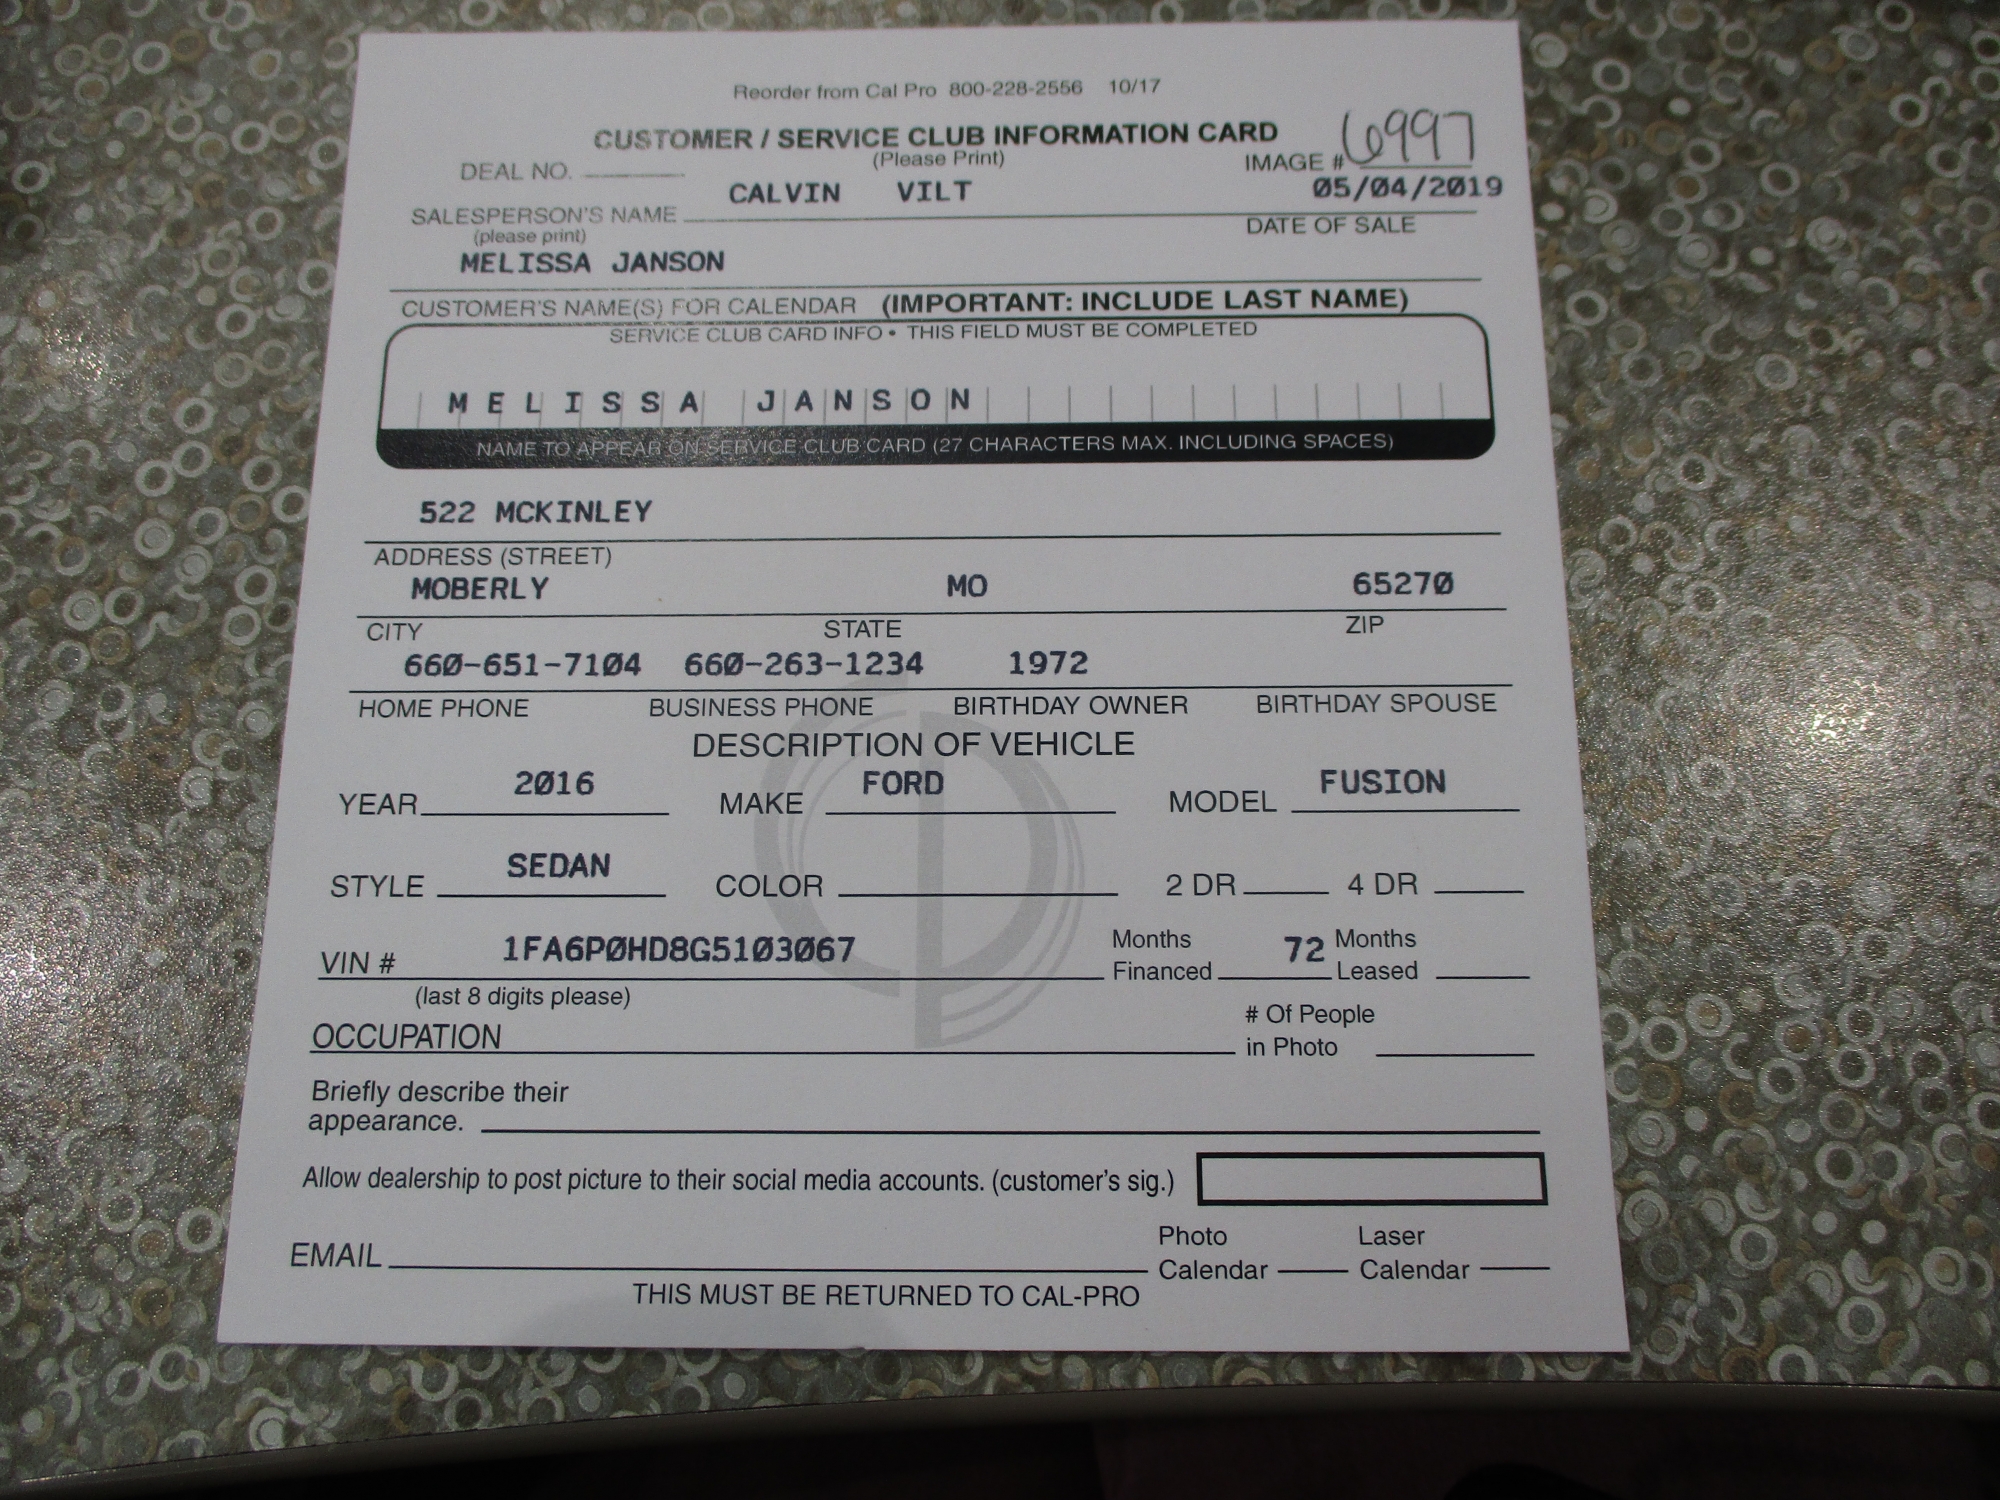 Reorder from Cal Pro 800-228-2556 10/17
CUSTOMER / SERVICE CLUB INFORMATION CARD
(Please Print)
DEAL NO. IMAGE # 6997
CALVIN VILT 05/04/2019
SALESPERSON'S NAME DATE OF SALE
(please print)
MELISSA JANSON
CUSTOMER'S NAME(S) FOR CALENDAR (IMPORTANT: INCLUDE LAST NAME)
SERVICE CLUB CARD INFO • THIS FIELD MUST BE COMPLETED
MELISSA JANSON
NAME TO APPEAR ON SERVICE CLUB CARD (27 CHARACTERS MAX. INCLUDING SPACES)
522 MCKINLEY
ADDRESS (STREET)
MOBERLY MO 65270
CITY STATE ZIP
660-651-7104 660-263-1234 1972
HOME PHONE BUSINESS PHONE BIRTHDAY OWNER BIRTHDAY SPOUSE
DESCRIPTION OF VEHICLE
YEAR 2016 MAKE FORD MODEL FUSION
STYLE SEDAN COLOR 2 DR 4 DR
VIN # 1FA6P0HD8G5103067 Months Financed 72 Months Leased
(last 8 digits please)
OCCUPATION # Of People in Photo
Briefly describe their
appearance.
Allow dealership to post picture to their social media accounts. (customer's sig.)
EMAIL Photo Calendar Laser Calendar
THIS MUST BE RETURNED TO CAL-PRO